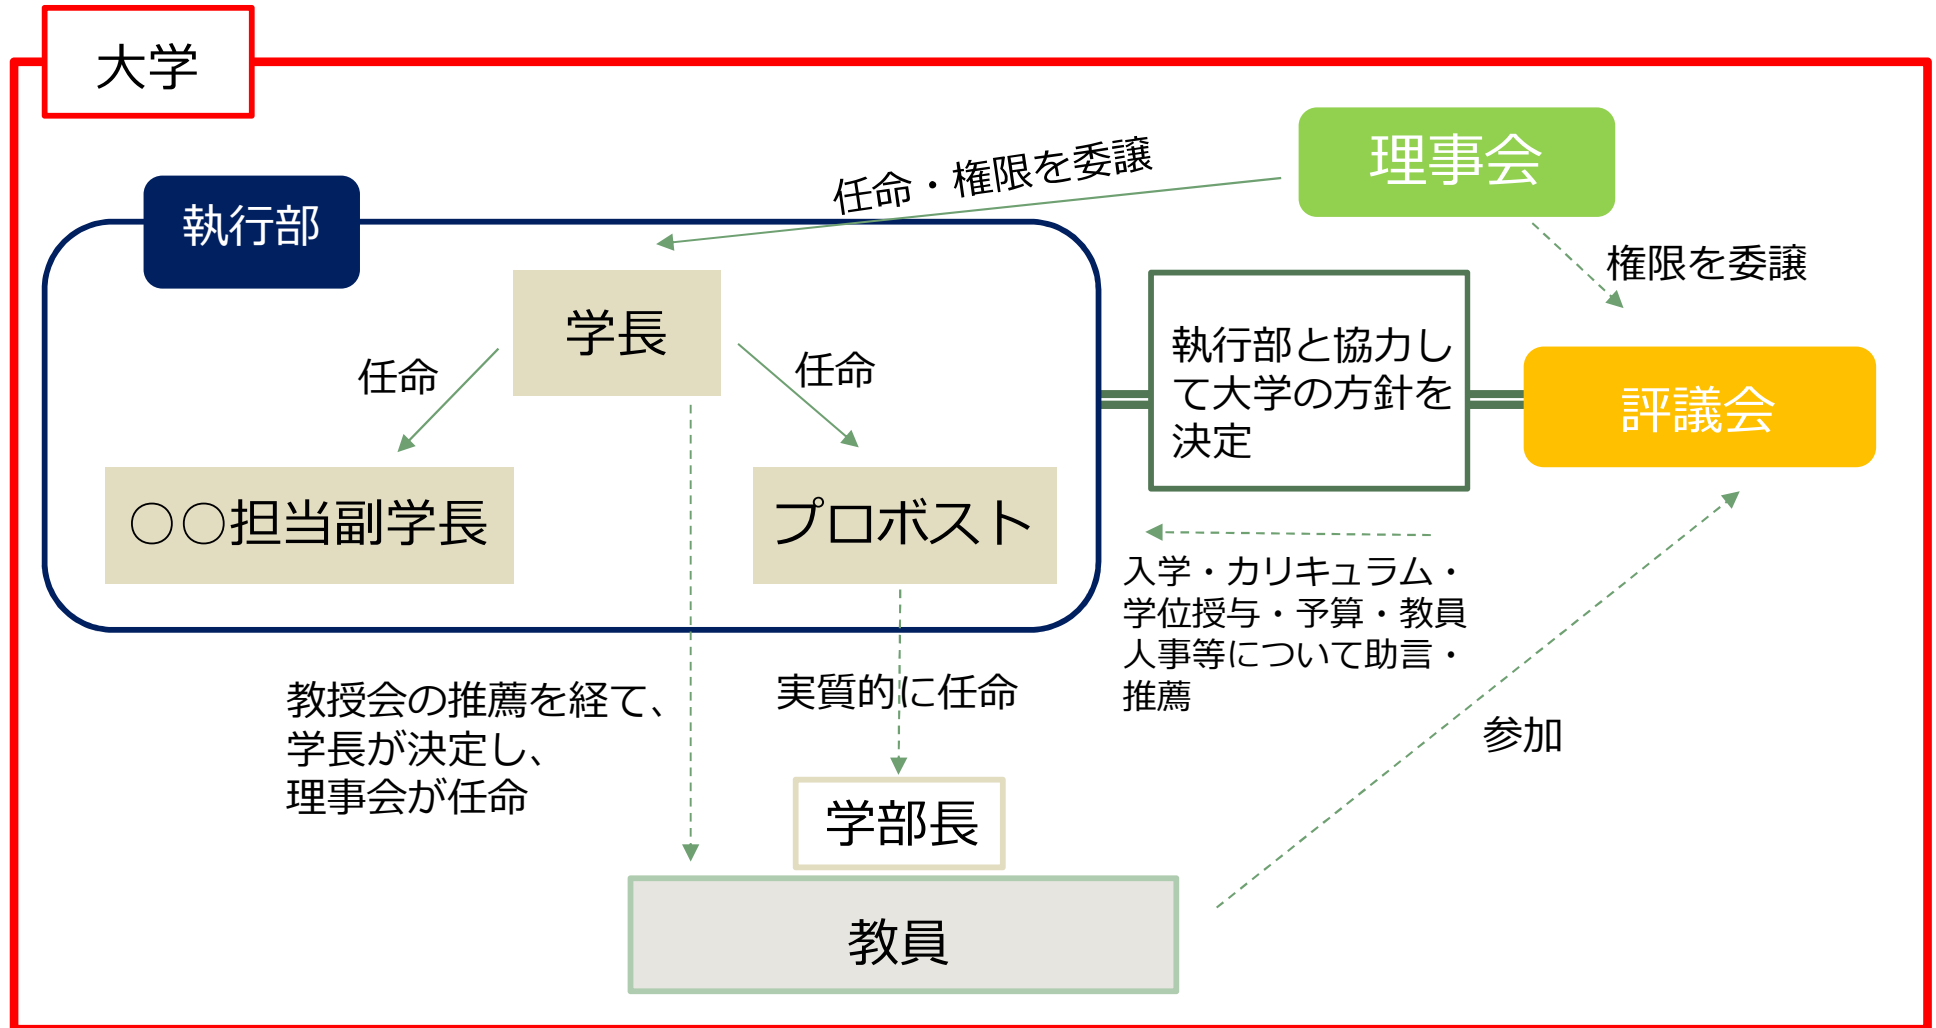 大学
理事会
任命・権限を委譲
執行部
権限を委譲
学長
執行部と協力し
て大学の方針を
決定
任命
任命
評議会
〇〇担当副学長
プロボスト
入学・カリキュラム・
学位授与・予算・教員
人事等について助言・
推薦
教授会の推薦を経て、
学長が決定し、
理事会が任命
実質的に任命
参加
学部長
教員